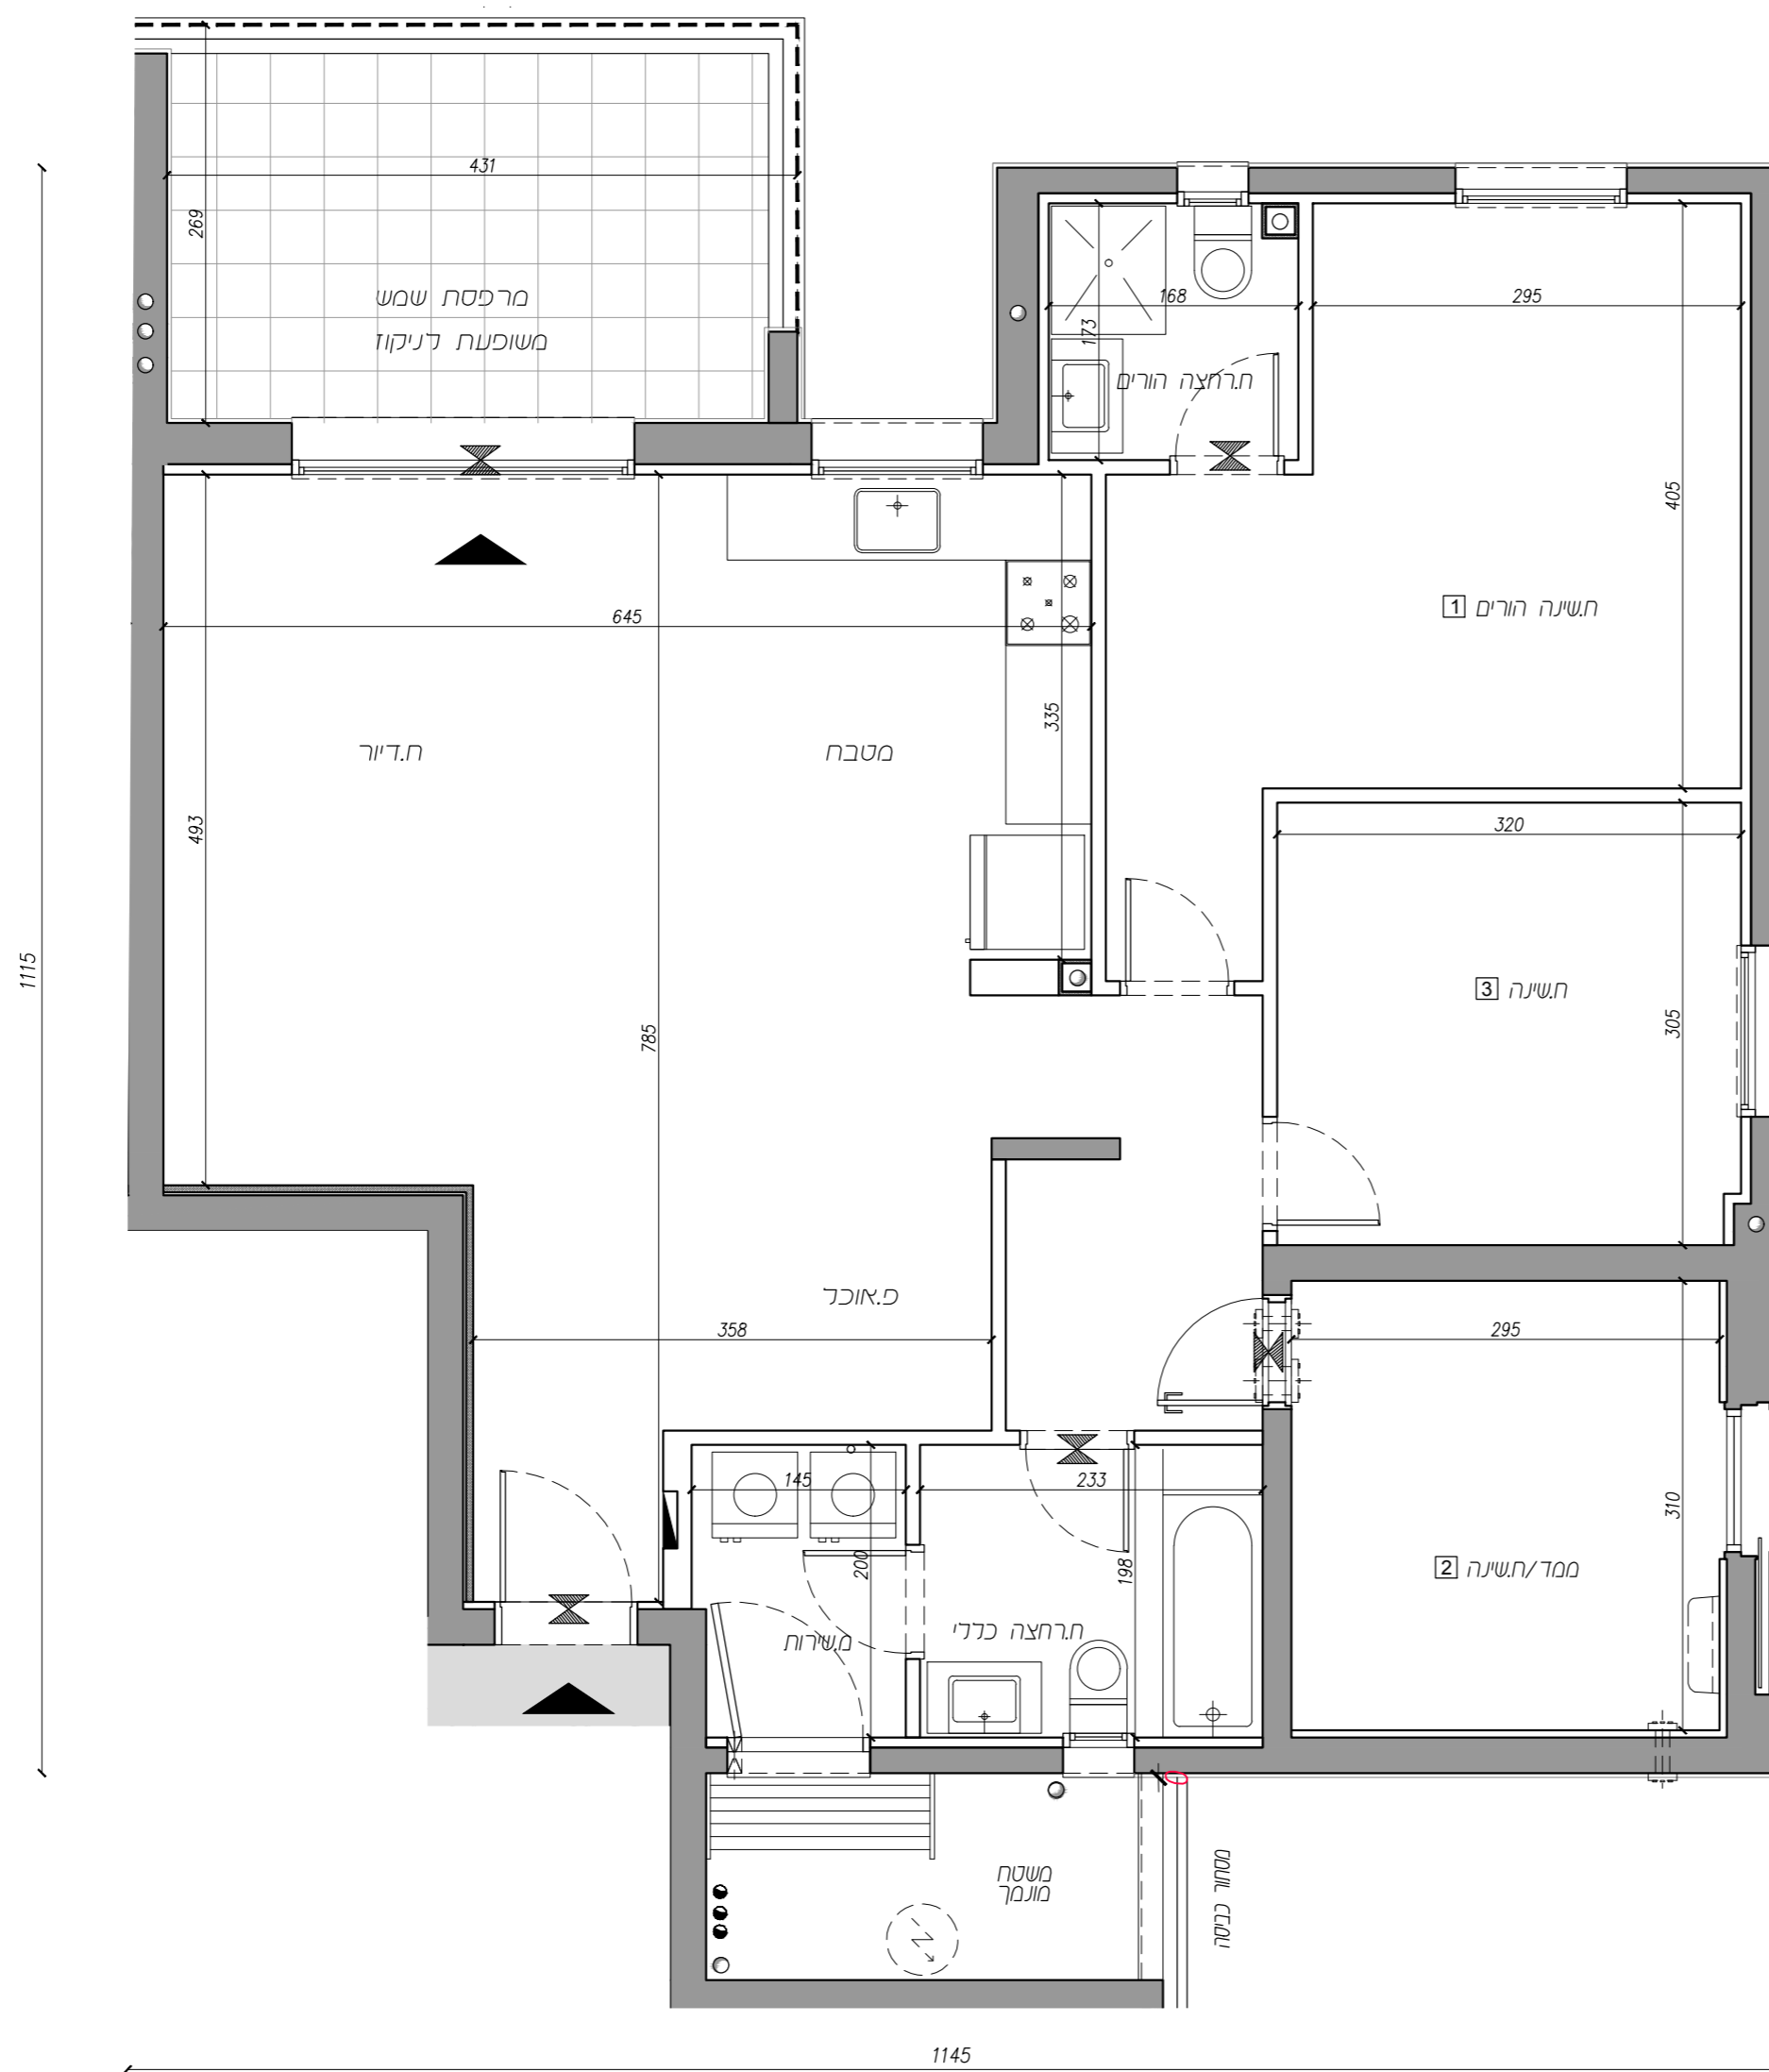 431
269
מרפסת שמש
משופעת לניקוז
168
295
173
ח.רחצה הורים
405
1 ח.שינה הורים
645
335
ח.דיור
מטבח
493
320
1115
3 ח.שינה
305
785
פ.אוכל
358
295
145
233
310
200
198
2 ממד/ח.שינה
מ.שירות
ח.רחצה כללי
משטח
מונמך
מסתור כביסה
N
1145